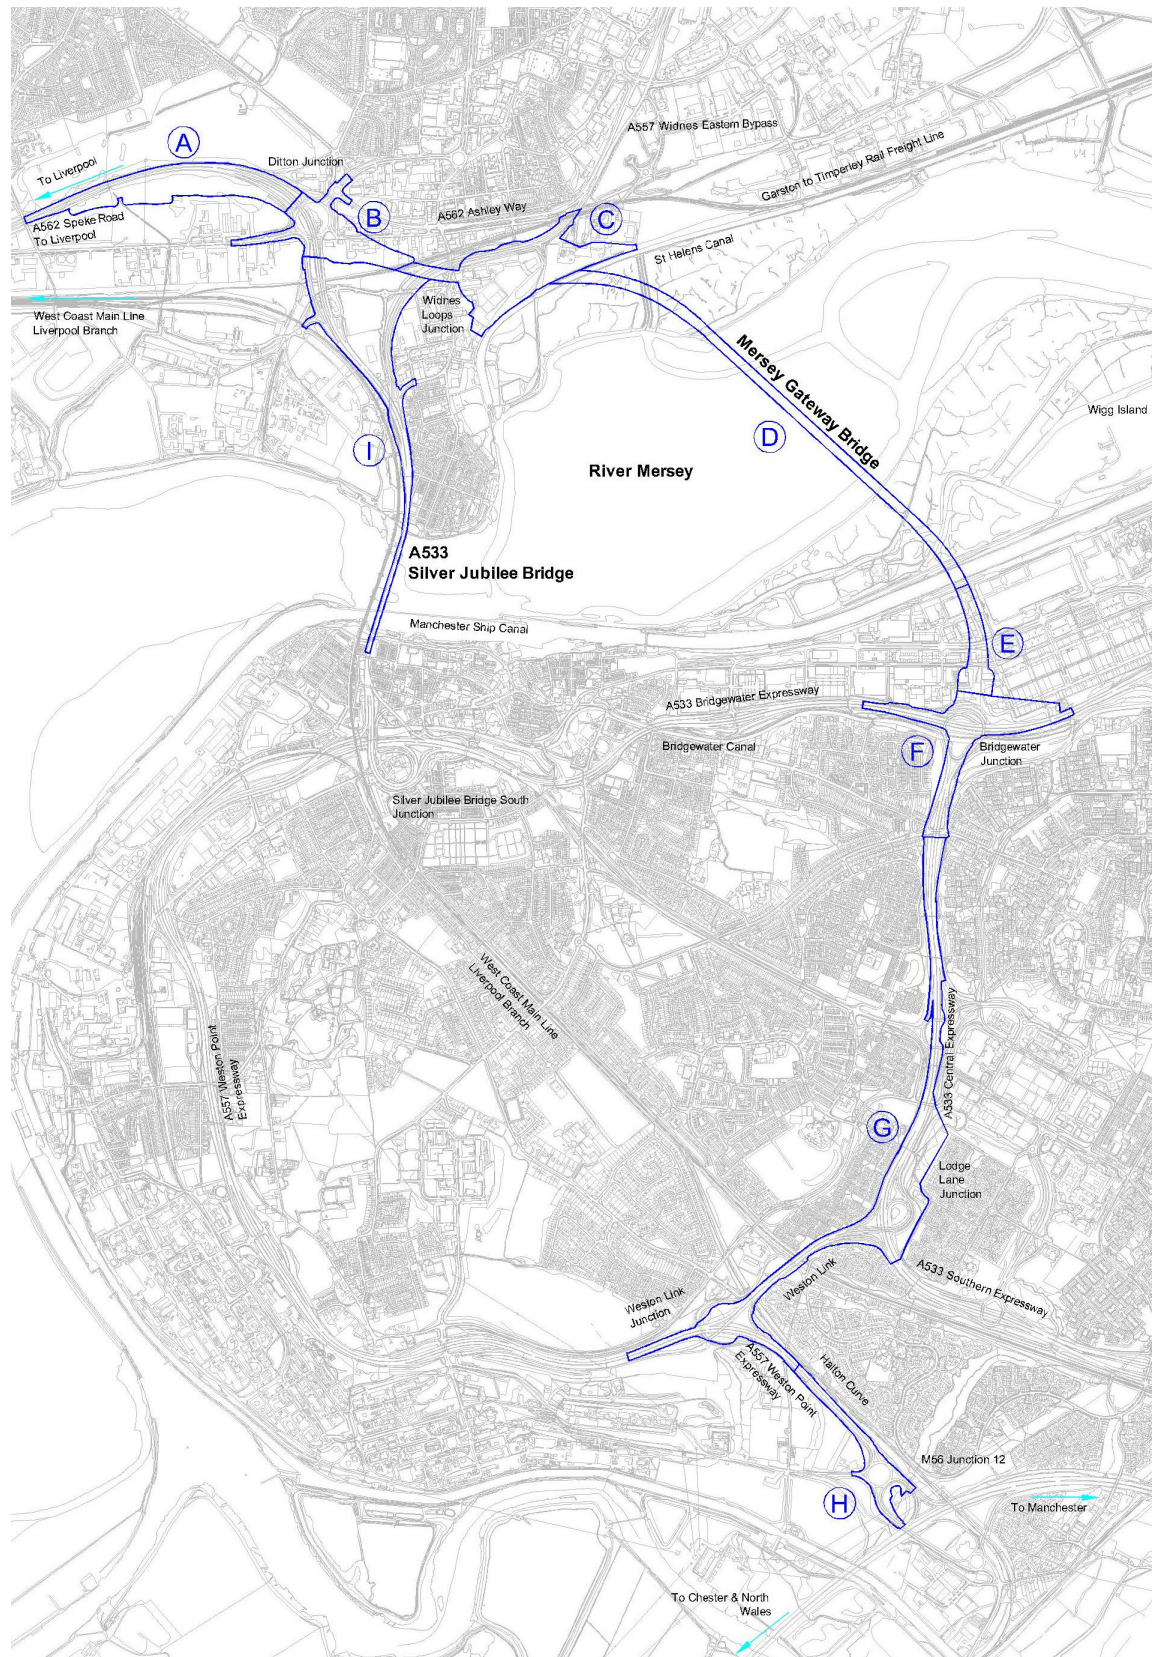 A557 Widnes Eastern Bypass
A
To Liverpool
Ditton Junction
Garston to Timperley Rail Freight Line
A562 Speke Road
To Liverpool
B
A562 Ashley Way
C
St Helens Canal
West Coast Main Line
Liverpool Branch
Widnes
Loops
Junction
Mersey Gateway Bridge
Wigg Island
D
I
River Mersey
A533
Silver Jubilee Bridge
Manchester Ship Canal
E
A533 Bridgewater Expressway
Bridgewater Canal
F
Bridgewater
Junction
Silver Jubilee Bridge South
Junction
West Coast Main Line
Liverpool Branch
A557 Weston Point
Expressway
A533 Central Expressway
G
Lodge
Lane
Junction
Weston Link
A533 Southern Expressway
Weston Link
Junction
A557 Weston Point
Expressway
Halton Curve
M56 Junction 12
H
To Manchester
To Chester & North
Wales